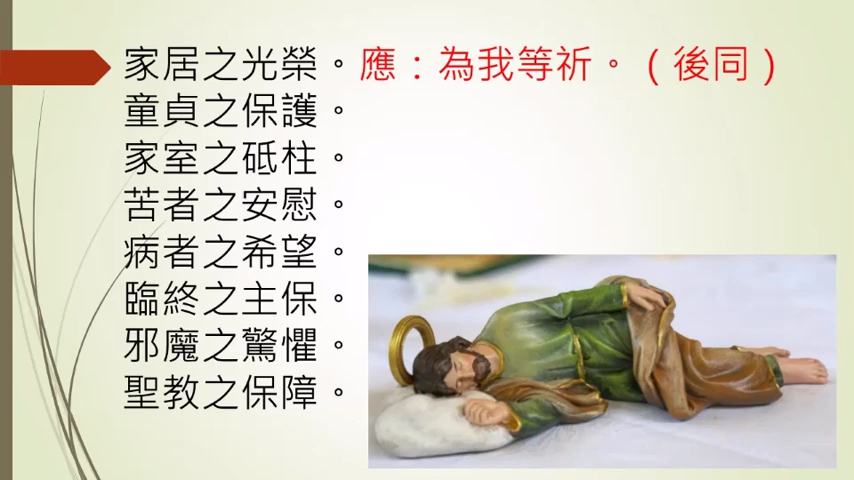 家居之光榮。應：為我等祈。（後同）
童貞之保護。
家室之砥柱。
苦者之安慰。
病者之希望。
臨終之主保。
邪魔之驚懼。
聖教之保障。